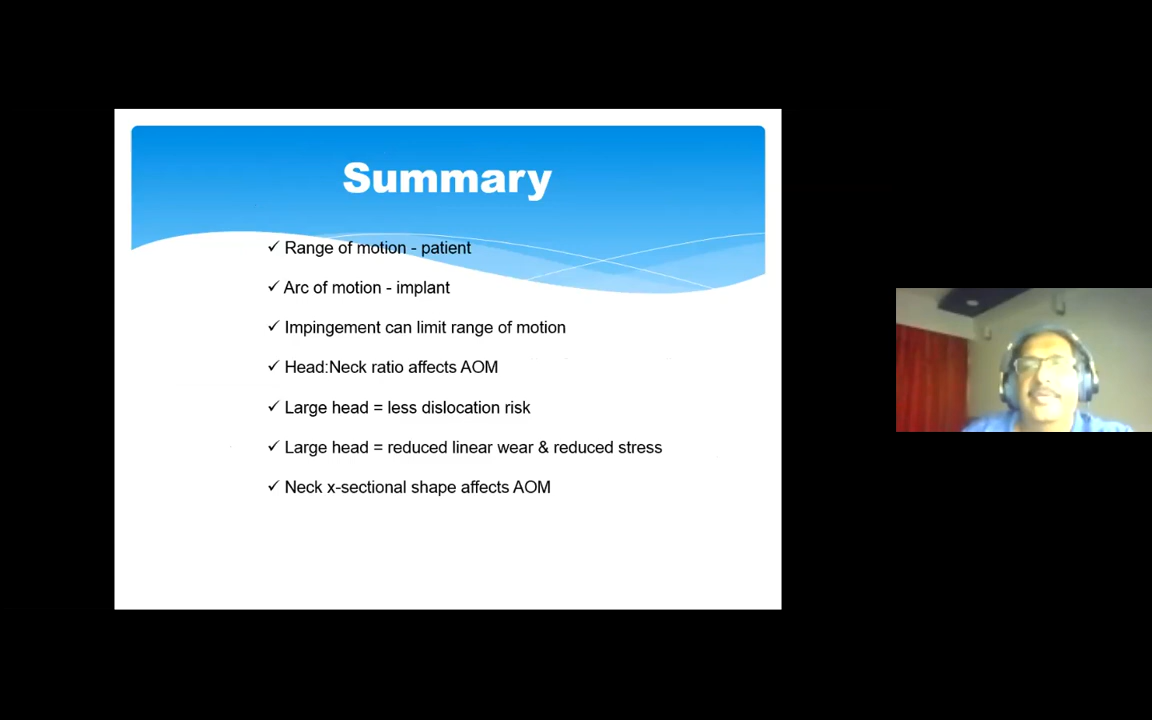 Summary
✓ Range of motion - patient
✓ Arc of motion - implant
✓ Impingement can limit range of motion
✓ Head:Neck ratio affects AOM
✓ Large head = less dislocation risk
✓ Large head = reduced linear wear & reduced stress
✓ Neck x-sectional shape affects AOM